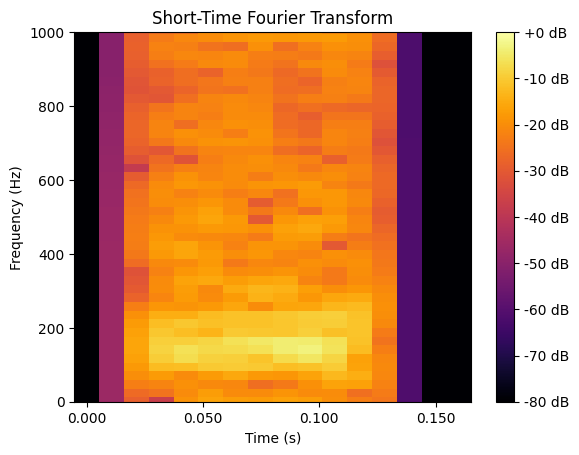 Short-Time Fourier Transform
1000
800
600
400
200
0
Frequency (Hz)
0.000
0.050
0.100
0.150
Time (s)
+0 dB
-10 dB
-20 dB
-30 dB
-40 dB
-50 dB
-60 dB
-70 dB
-80 dB